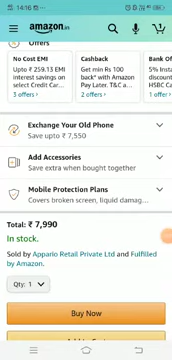 14:16
amazon.in
1
Offers
No Cost EMI
Upto ₹ 259.13 EMI
interest savings on
select Credit Car...
3 offers
Cashback
Get min Rs 100
back* with Amazon
Pay Later. T&C a...
2 offers
Bank Of
5% Inst
discount
HSBC Ca
1 offer
Exchange Your Old Phone
Save upto ₹ 7,550
Add Accessories
Save extra when bought together
Mobile Protection Plans
Covers broken screen, liquid damag...
Total: ₹ 7,990
In stock.
Sold by Appario Retail Private Ltd and Fulfilled
by Amazon.
Qty: 1
Buy Now